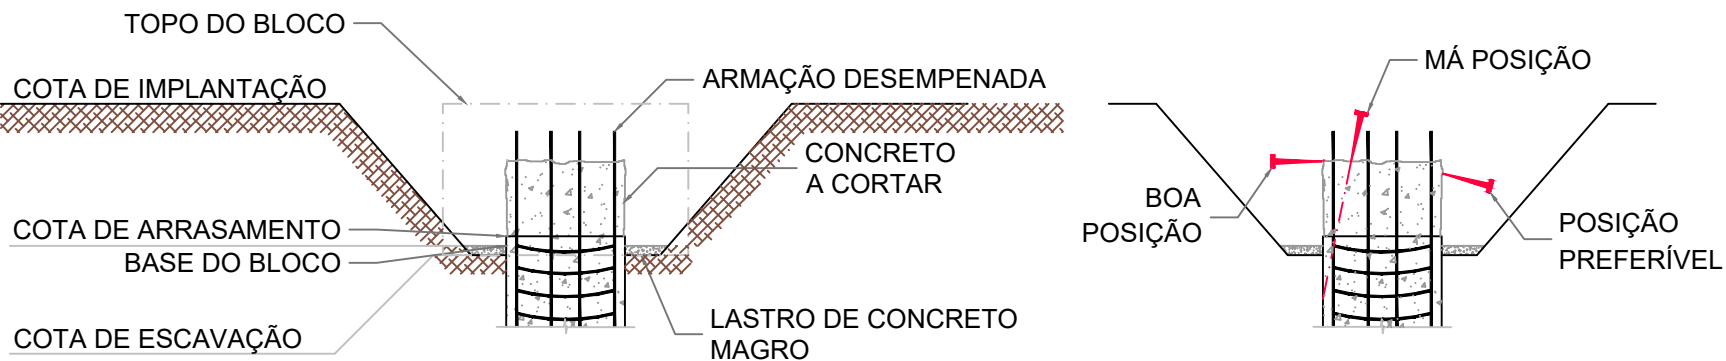 TOPO DO BLOCO
COTA DE IMPLANTAÇÃO
ARMAÇÃO DESEMPENADA
CONCRETO
A CORTAR
COTA DE ARRASAMENTO
BASE DO BLOCO
COTA DE ESCAVAÇÃO
LASTRO DE CONCRETO
MAGRO
MÁ POSIÇÃO
BOA
POSIÇÃO
POSIÇÃO
PREFERÍVEL